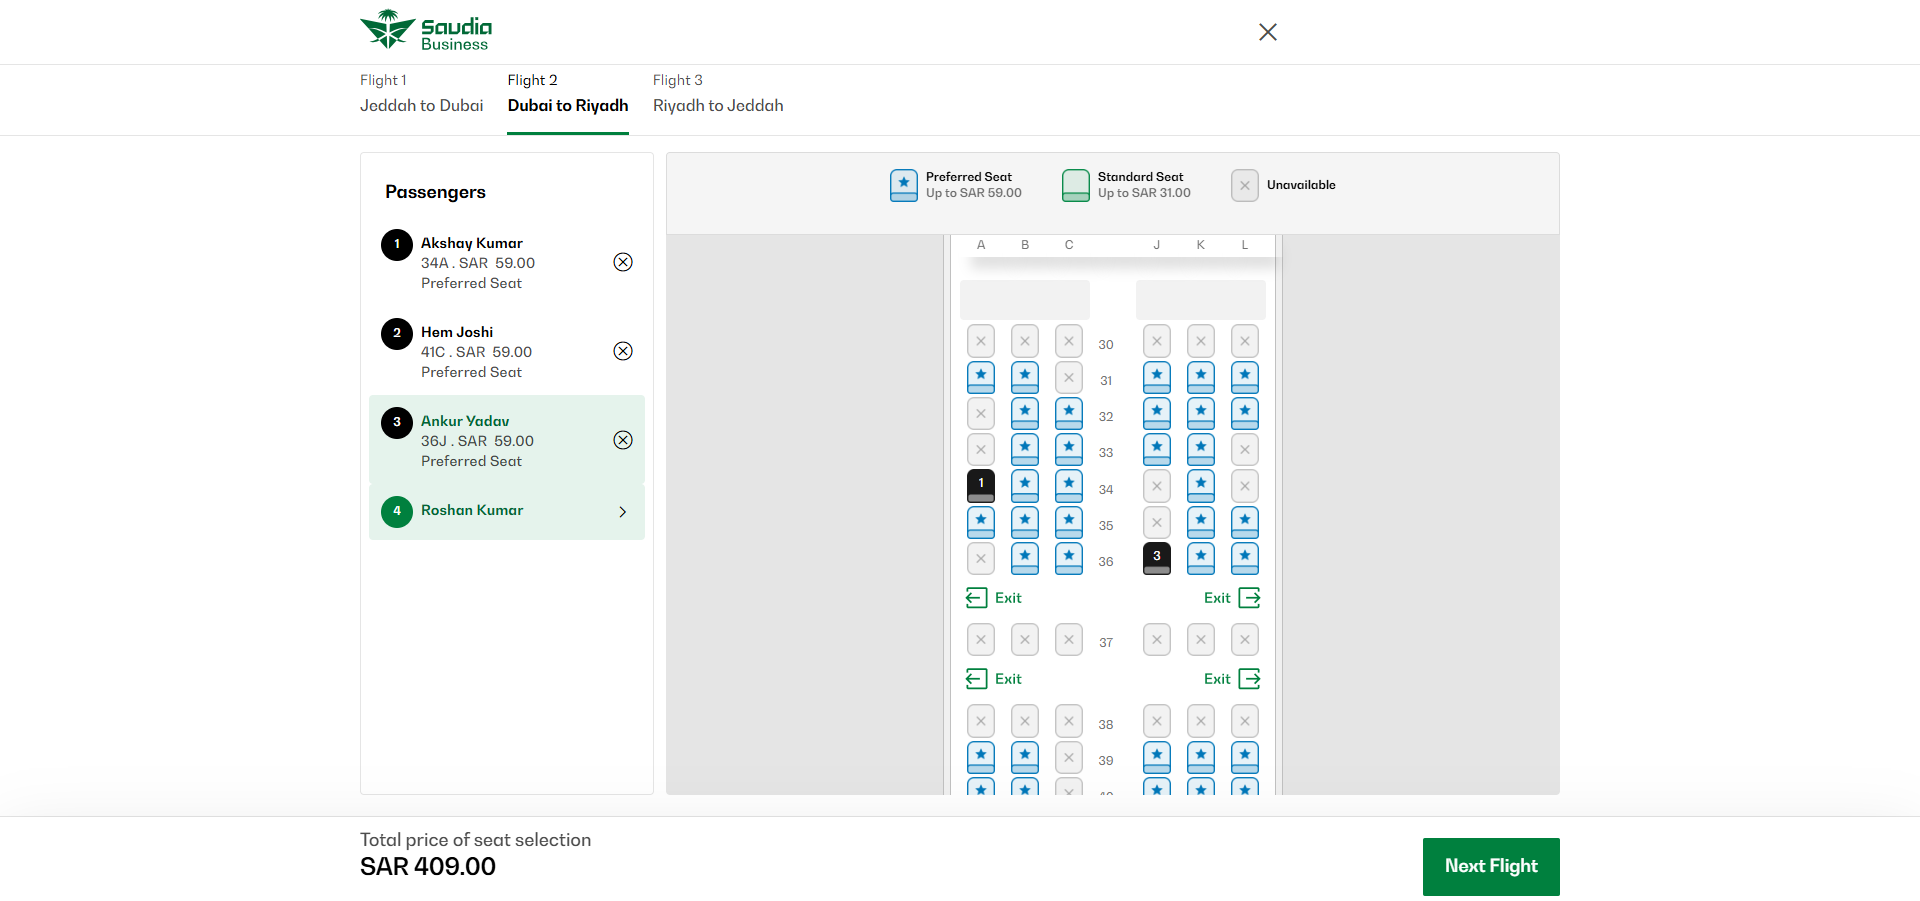 Saudia
Business
Flight 1
Jeddah to Dubai
Flight 2
Dubai to Riyadh
Flight 3
Riyadh to Jeddah
Passengers
1
Akshay Kumar
34A . SAR 59.00
Preferred Seat
2
Hem Joshi
41C . SAR 59.00
Preferred Seat
3
Ankur Yadav
36J . SAR 59.00
Preferred Seat
4
Roshan Kumar
Preferred Seat
Up to SAR 59.00
Standard Seat
Up to SAR 31.00
Unavailable
A B C J K L
30
31
32
33
1 34
35
36 3
Exit Exit
37
Exit Exit
38
39
Total price of seat selection
SAR 409.00
Next Flight